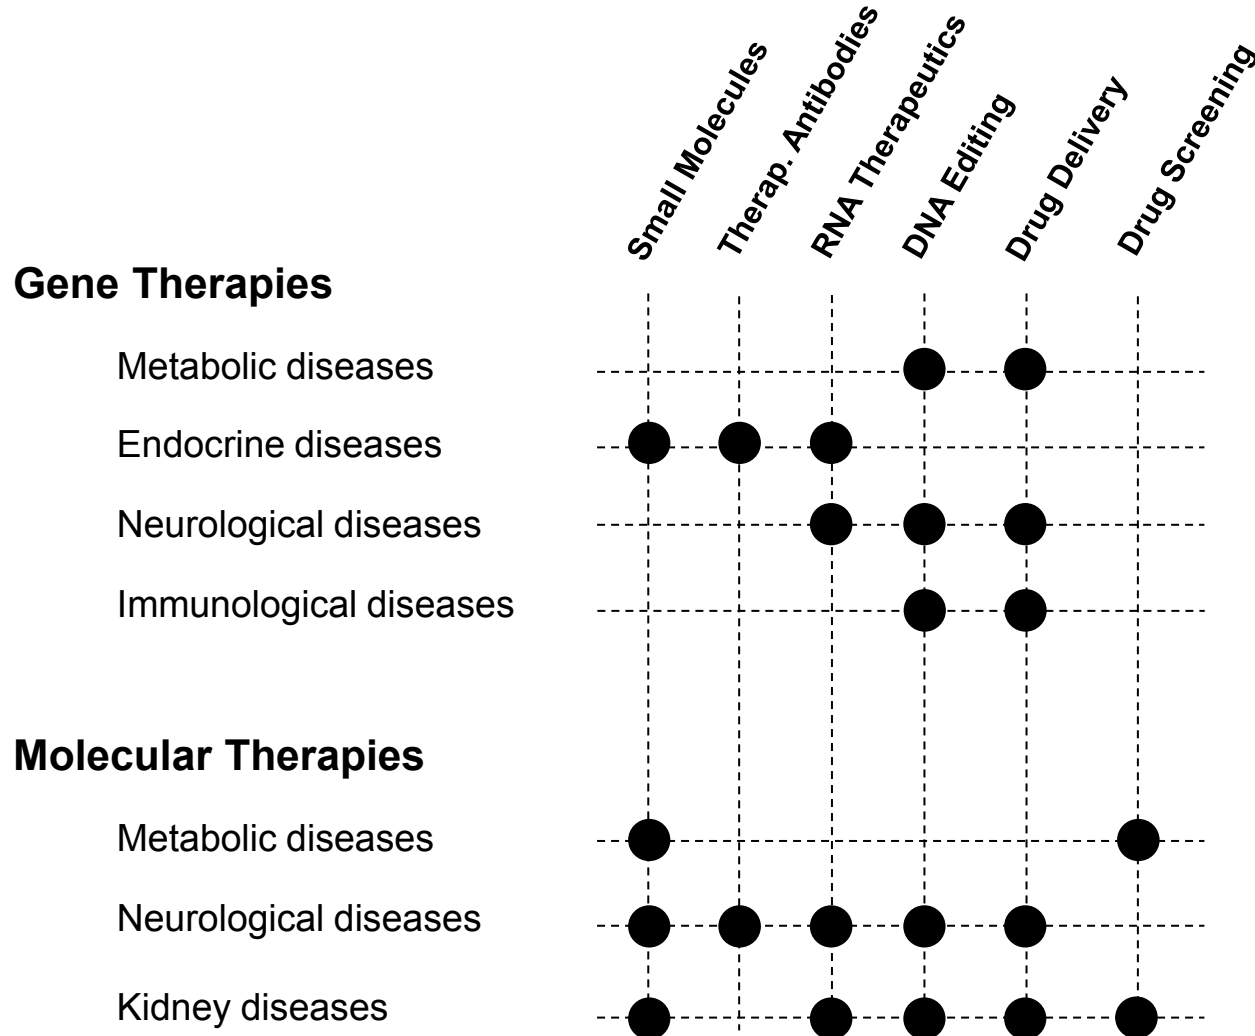 Small Molecules
Therap. Antibodies
RNA Therapeutics
DNA Editing
Drug Delivery
Drug Screening
Gene Therapies
Metabolic diseases
Endocrine diseases
Neurological diseases
Immunological diseases
Molecular Therapies
Metabolic diseases
Neurological diseases
Kidney diseases